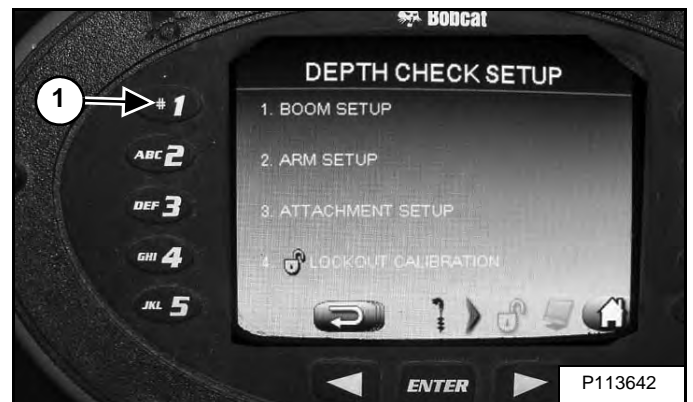 Bobcat
DEPTH CHECK SETUP
1
# 1
1. BOOM SETUP
ABC 2
2. ARM SETUP
DEF 3
3. ATTACHMENT SETUP
GHI 4
4. LOCKOUT CALIBRATION
JKL 5
ENTER
P113642